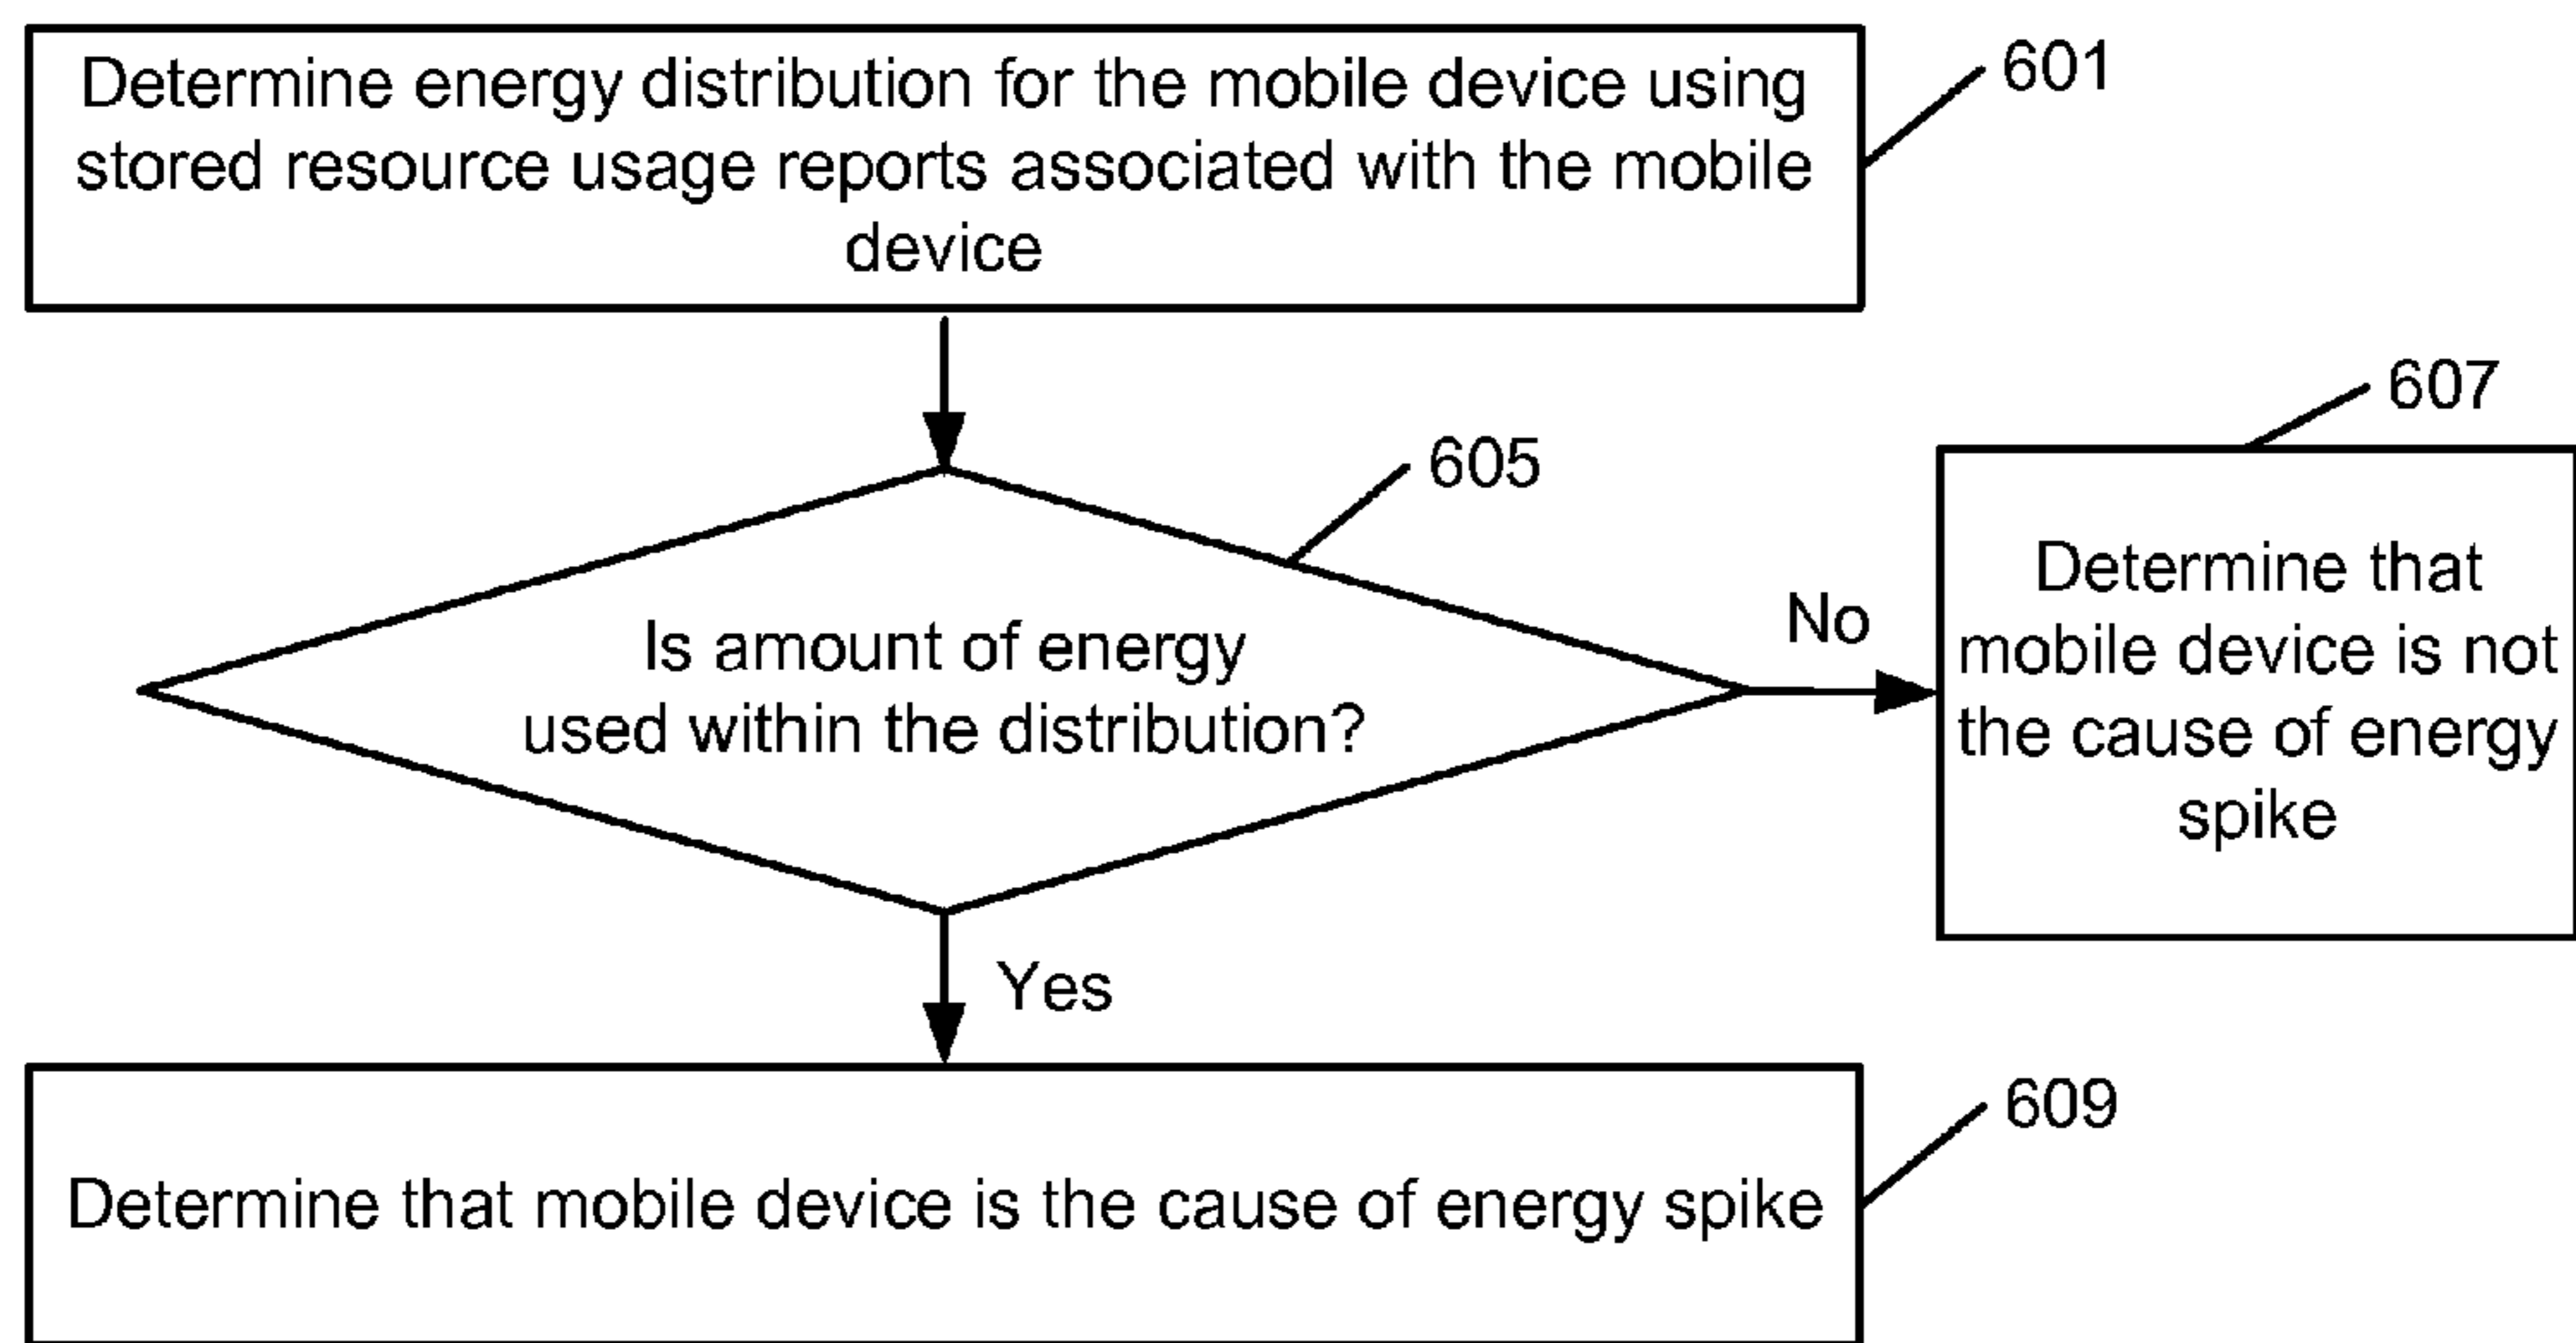 Determine energy distribution for the mobile device using
stored resource usage reports associated with the mobile
device
601
605
Is amount of energy
used within the distribution?
No
607
Determine that
mobile device is not
the cause of energy
spike
Yes
Determine that mobile device is the cause of energy spike
609